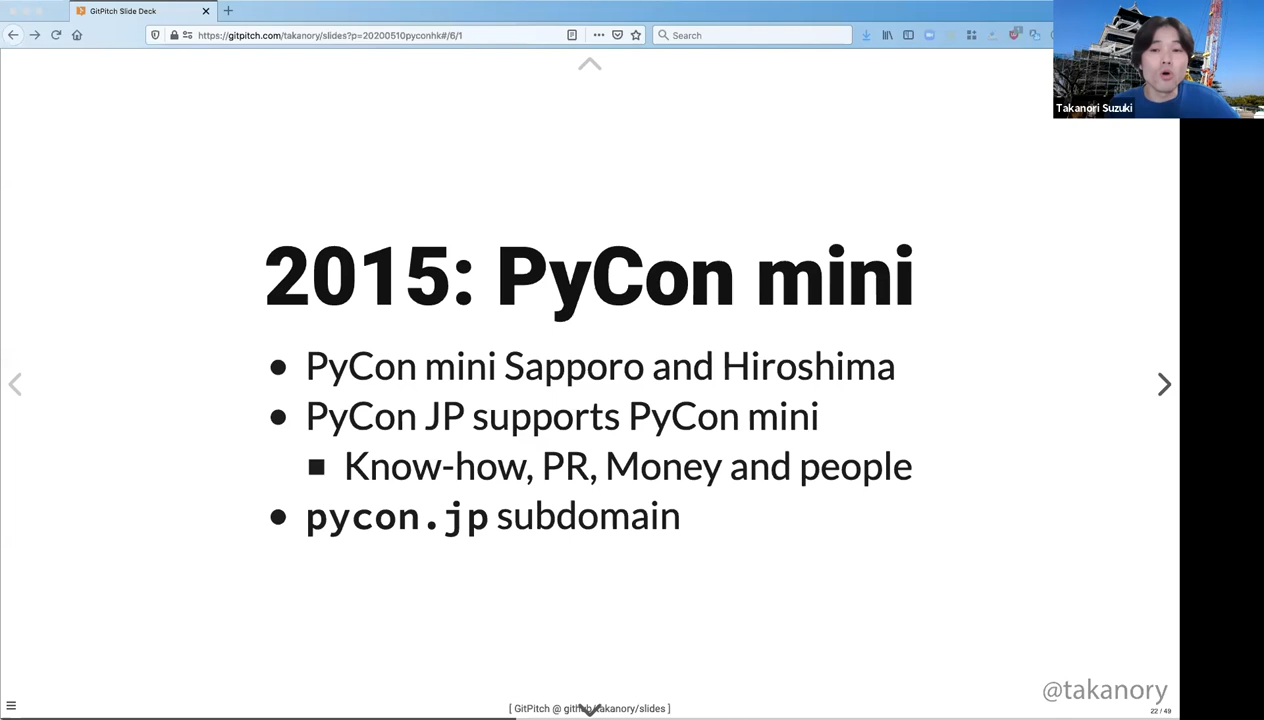 GitPitch Slide Deck
https://gitpitch.com/takanory/slides?p=20200510pyconhk#/6/1
Search
Takanori Suzuki
2015: PyCon mini
PyCon mini Sapporo and Hiroshima
PyCon JP supports PyCon mini
Know-how, PR, Money and people
pycon.jp subdomain
@takanory
[ GitPitch @ github/takanory/slides ]
22 / 49